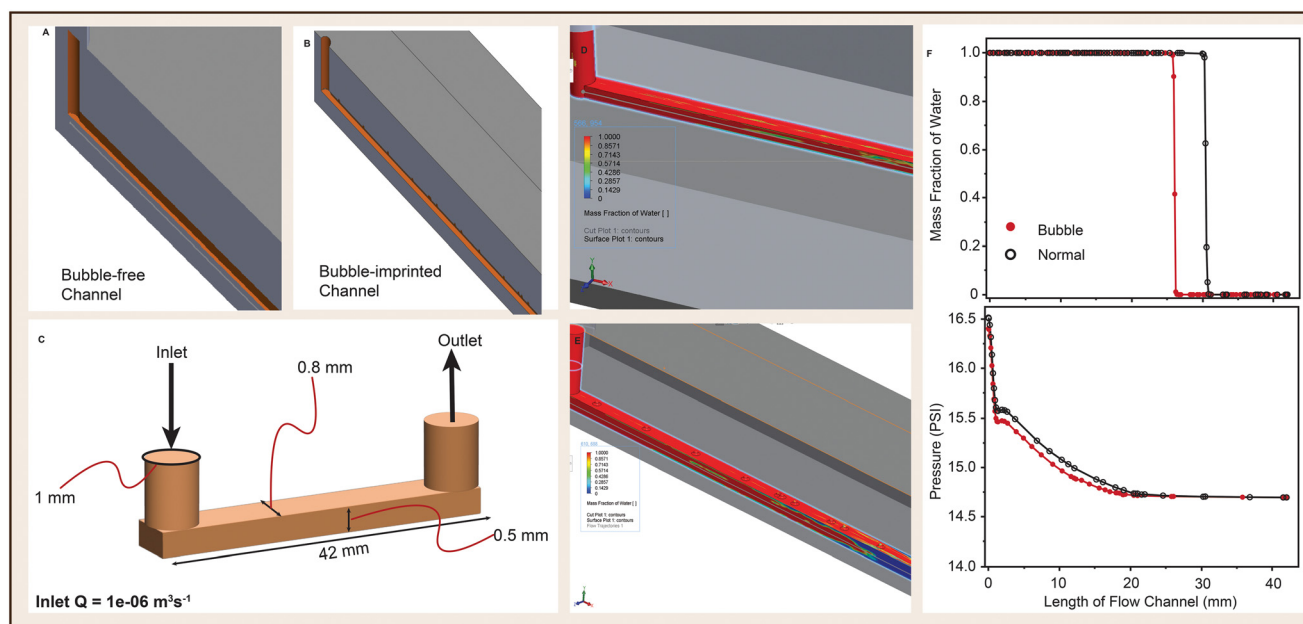 A
Bubble-free
Channel
B
Bubble-imprinted
Channel
C
Inlet
Outlet
0.8 mm
1 mm
42 mm
0.5 mm
Inlet Q = 1e-06 m³s⁻¹
D
1.0000
0.8571
0.7143
0.5714
0.4286
0.2857
0.1429
0
Mass Fraction of Water [ ]
Cut Plot 1: contours
Surface Plot 1: contours
Y
X
E
1.0000
0.8571
0.7143
0.5714
0.4286
0.2857
0.1429
0
Mass Fraction of Water [ ]
Cut Plot 1: contours
Surface Plot 1: contours
Flow Trajectories 1
F
Mass Fraction of Water
1.0
0.8
0.6
0.4
0.2
0
Bubble
Normal
Pressure (PSI)
16.5
16.0
15.5
15.0
14.5
14.0
0
10
20
30
40
Length of Flow Channel (mm)